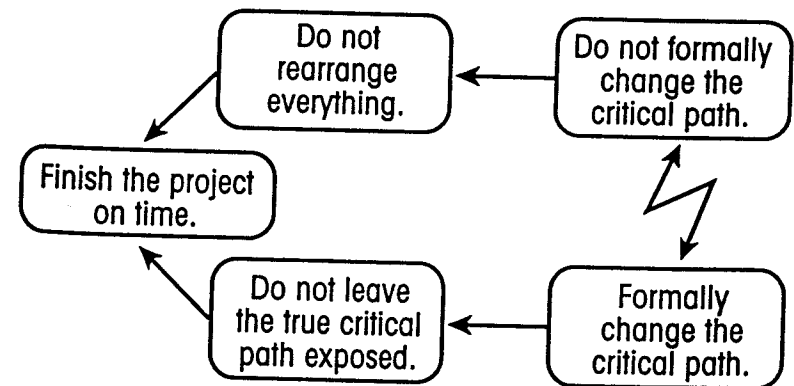 Do not
rearrange
everything.
Do not formally
change the
critical path.
Finish the project
on time.
Do not leave
the true critical
path exposed.
Formally
change the
critical path.